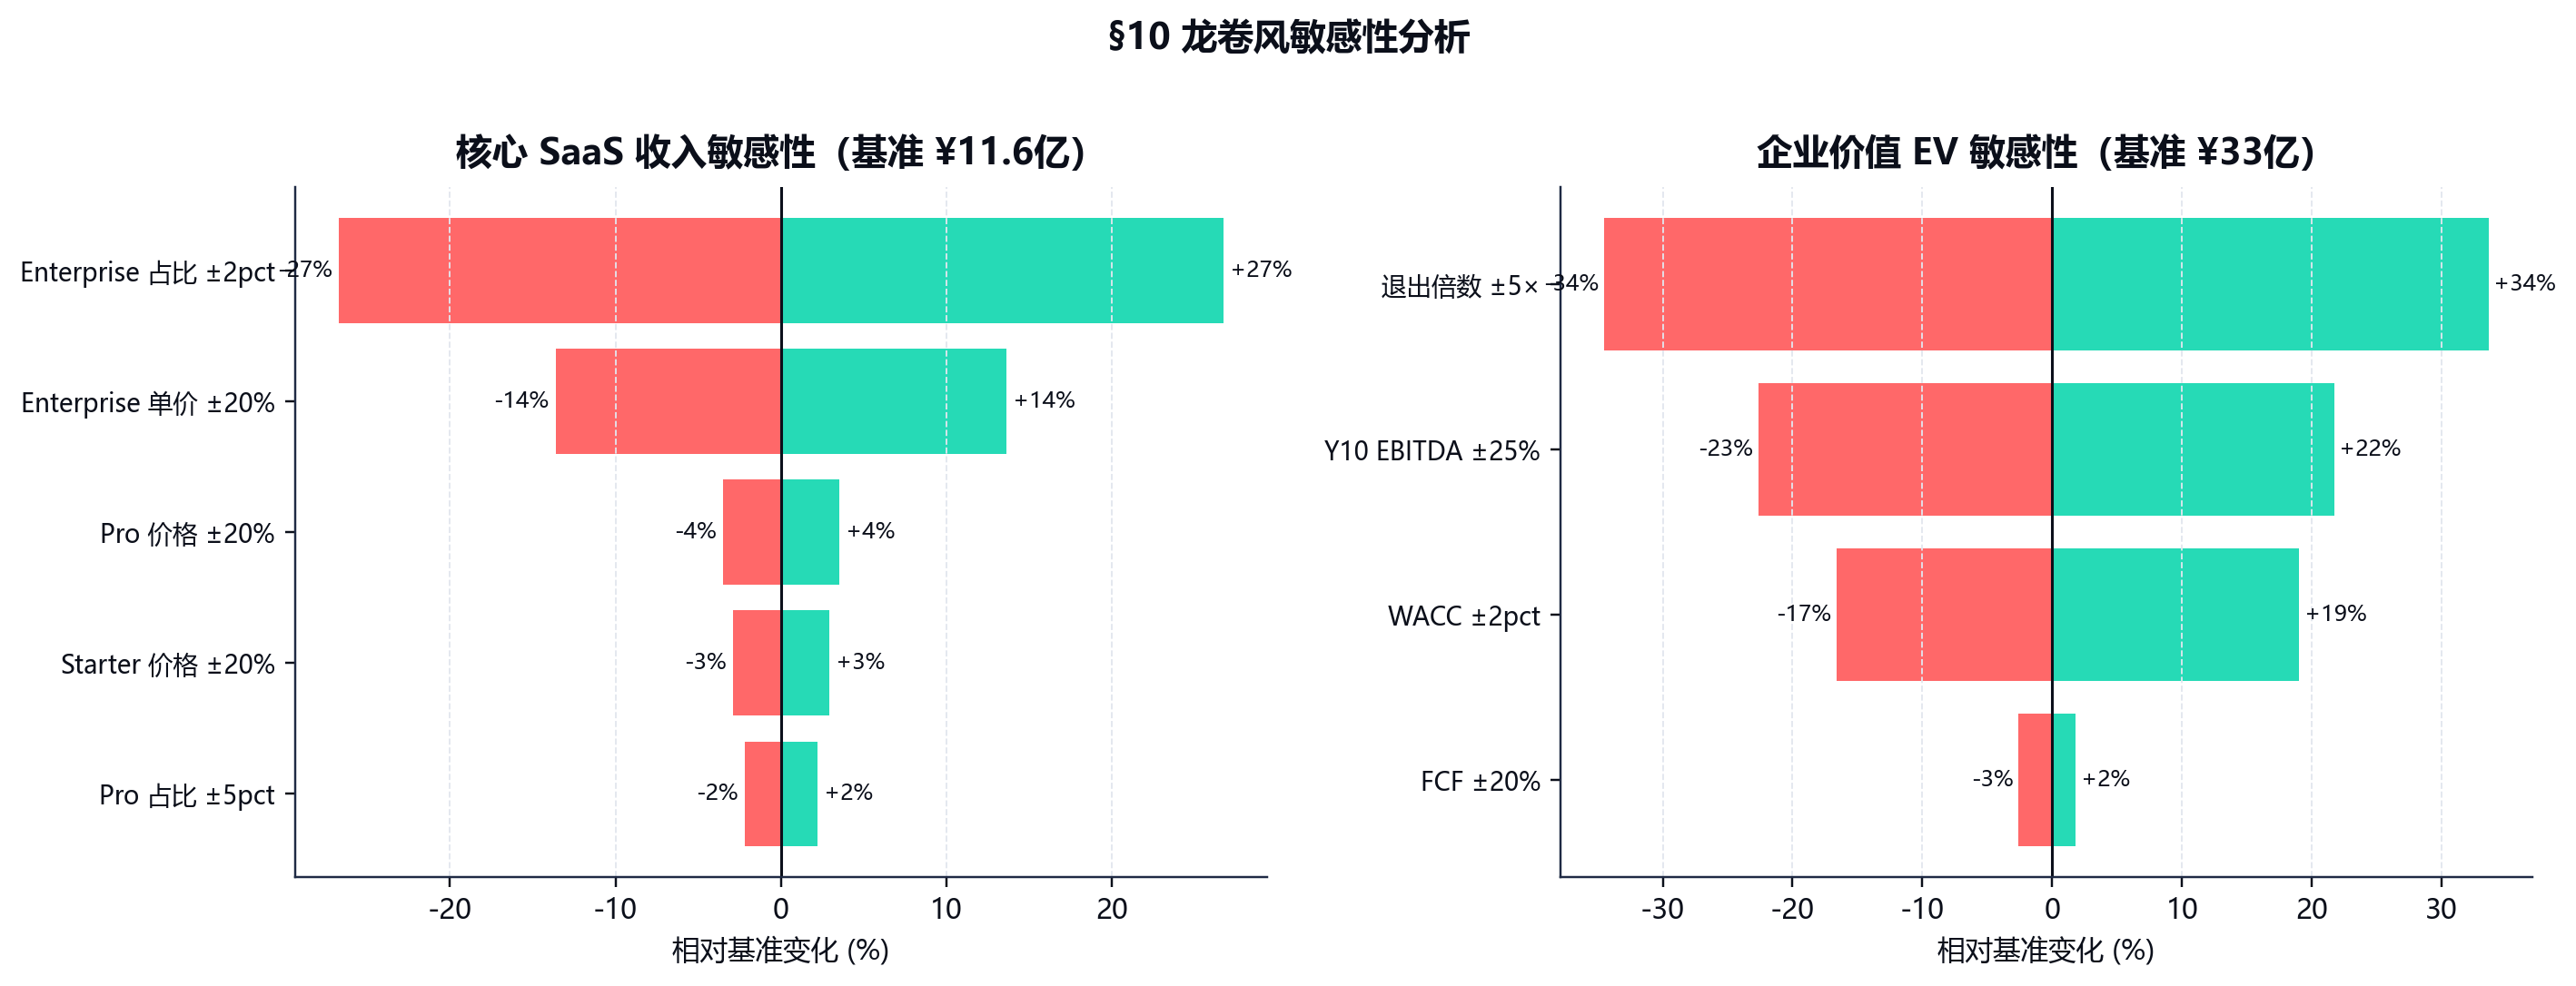 §10 龙卷风敏感性分析
核心 SaaS 收入敏感性（基准 ¥11.6亿）
Enterprise 占比 ±2pct
-27%
+27%
Enterprise 单价 ±20%
-14%
+14%
Pro 价格 ±20%
-4%
+4%
Starter 价格 ±20%
-3%
+3%
Pro 占比 ±5pct
-2%
+2%
-20
-10
0
10
20
相对基准变化 (%)
企业价值 EV 敏感性（基准 ¥33亿）
退出倍数 ±5×
-34%
+34%
Y10 EBITDA ±25%
-23%
+22%
WACC ±2pct
-17%
+19%
FCF ±20%
-3%
+2%
-30
-20
-10
0
10
20
30
相对基准变化 (%)